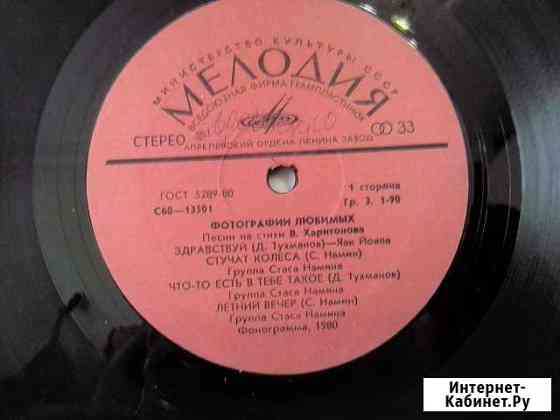 МИНИСТЕРСТВО КУЛЬТУРЫ СССР
МЕЛОДИЯ
ВСЕСОЮЗНАЯ ФИРМА ГРАМПЛАСТИНОК
СТЕРЕО
33
АПРЕЛЕВСКИЙ ОРДЕНА ЛЕНИНА ЗАВОД
ГОСТ 5289-80
1 сторона
С60—13501
Гр. 3. 1-90
ФОТОГРАФИИ ЛЮБИМЫХ
Песни на стихи В. Харитонова
ЗДРАВСТВУЙ (Д. Тухманов)—Яак Йоала
СТУЧАТ КОЛЕСА (С. Намин)
Группа Стаса Намина
ЧТО-ТО ЕСТЬ В ТЕБЕ ТАКОЕ (Д. Тухманов)
Группа Стаса Намина
ЛЕТНИЙ ВЕЧЕР (С. Намин)
Группа Стаса Намина
Фонограмма, 1980
Интернет-
Кабинет.Ру